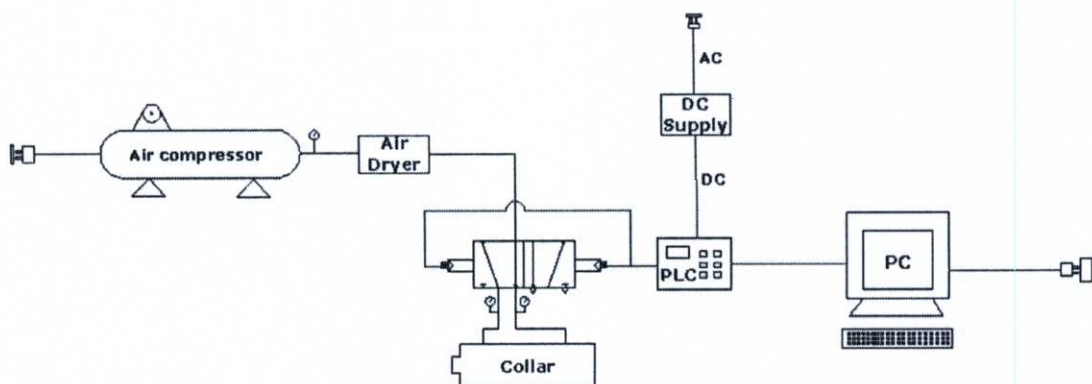 AC
DC
Supply
Air compressor
Air
Dryer
DC
PLC
PC
Collar